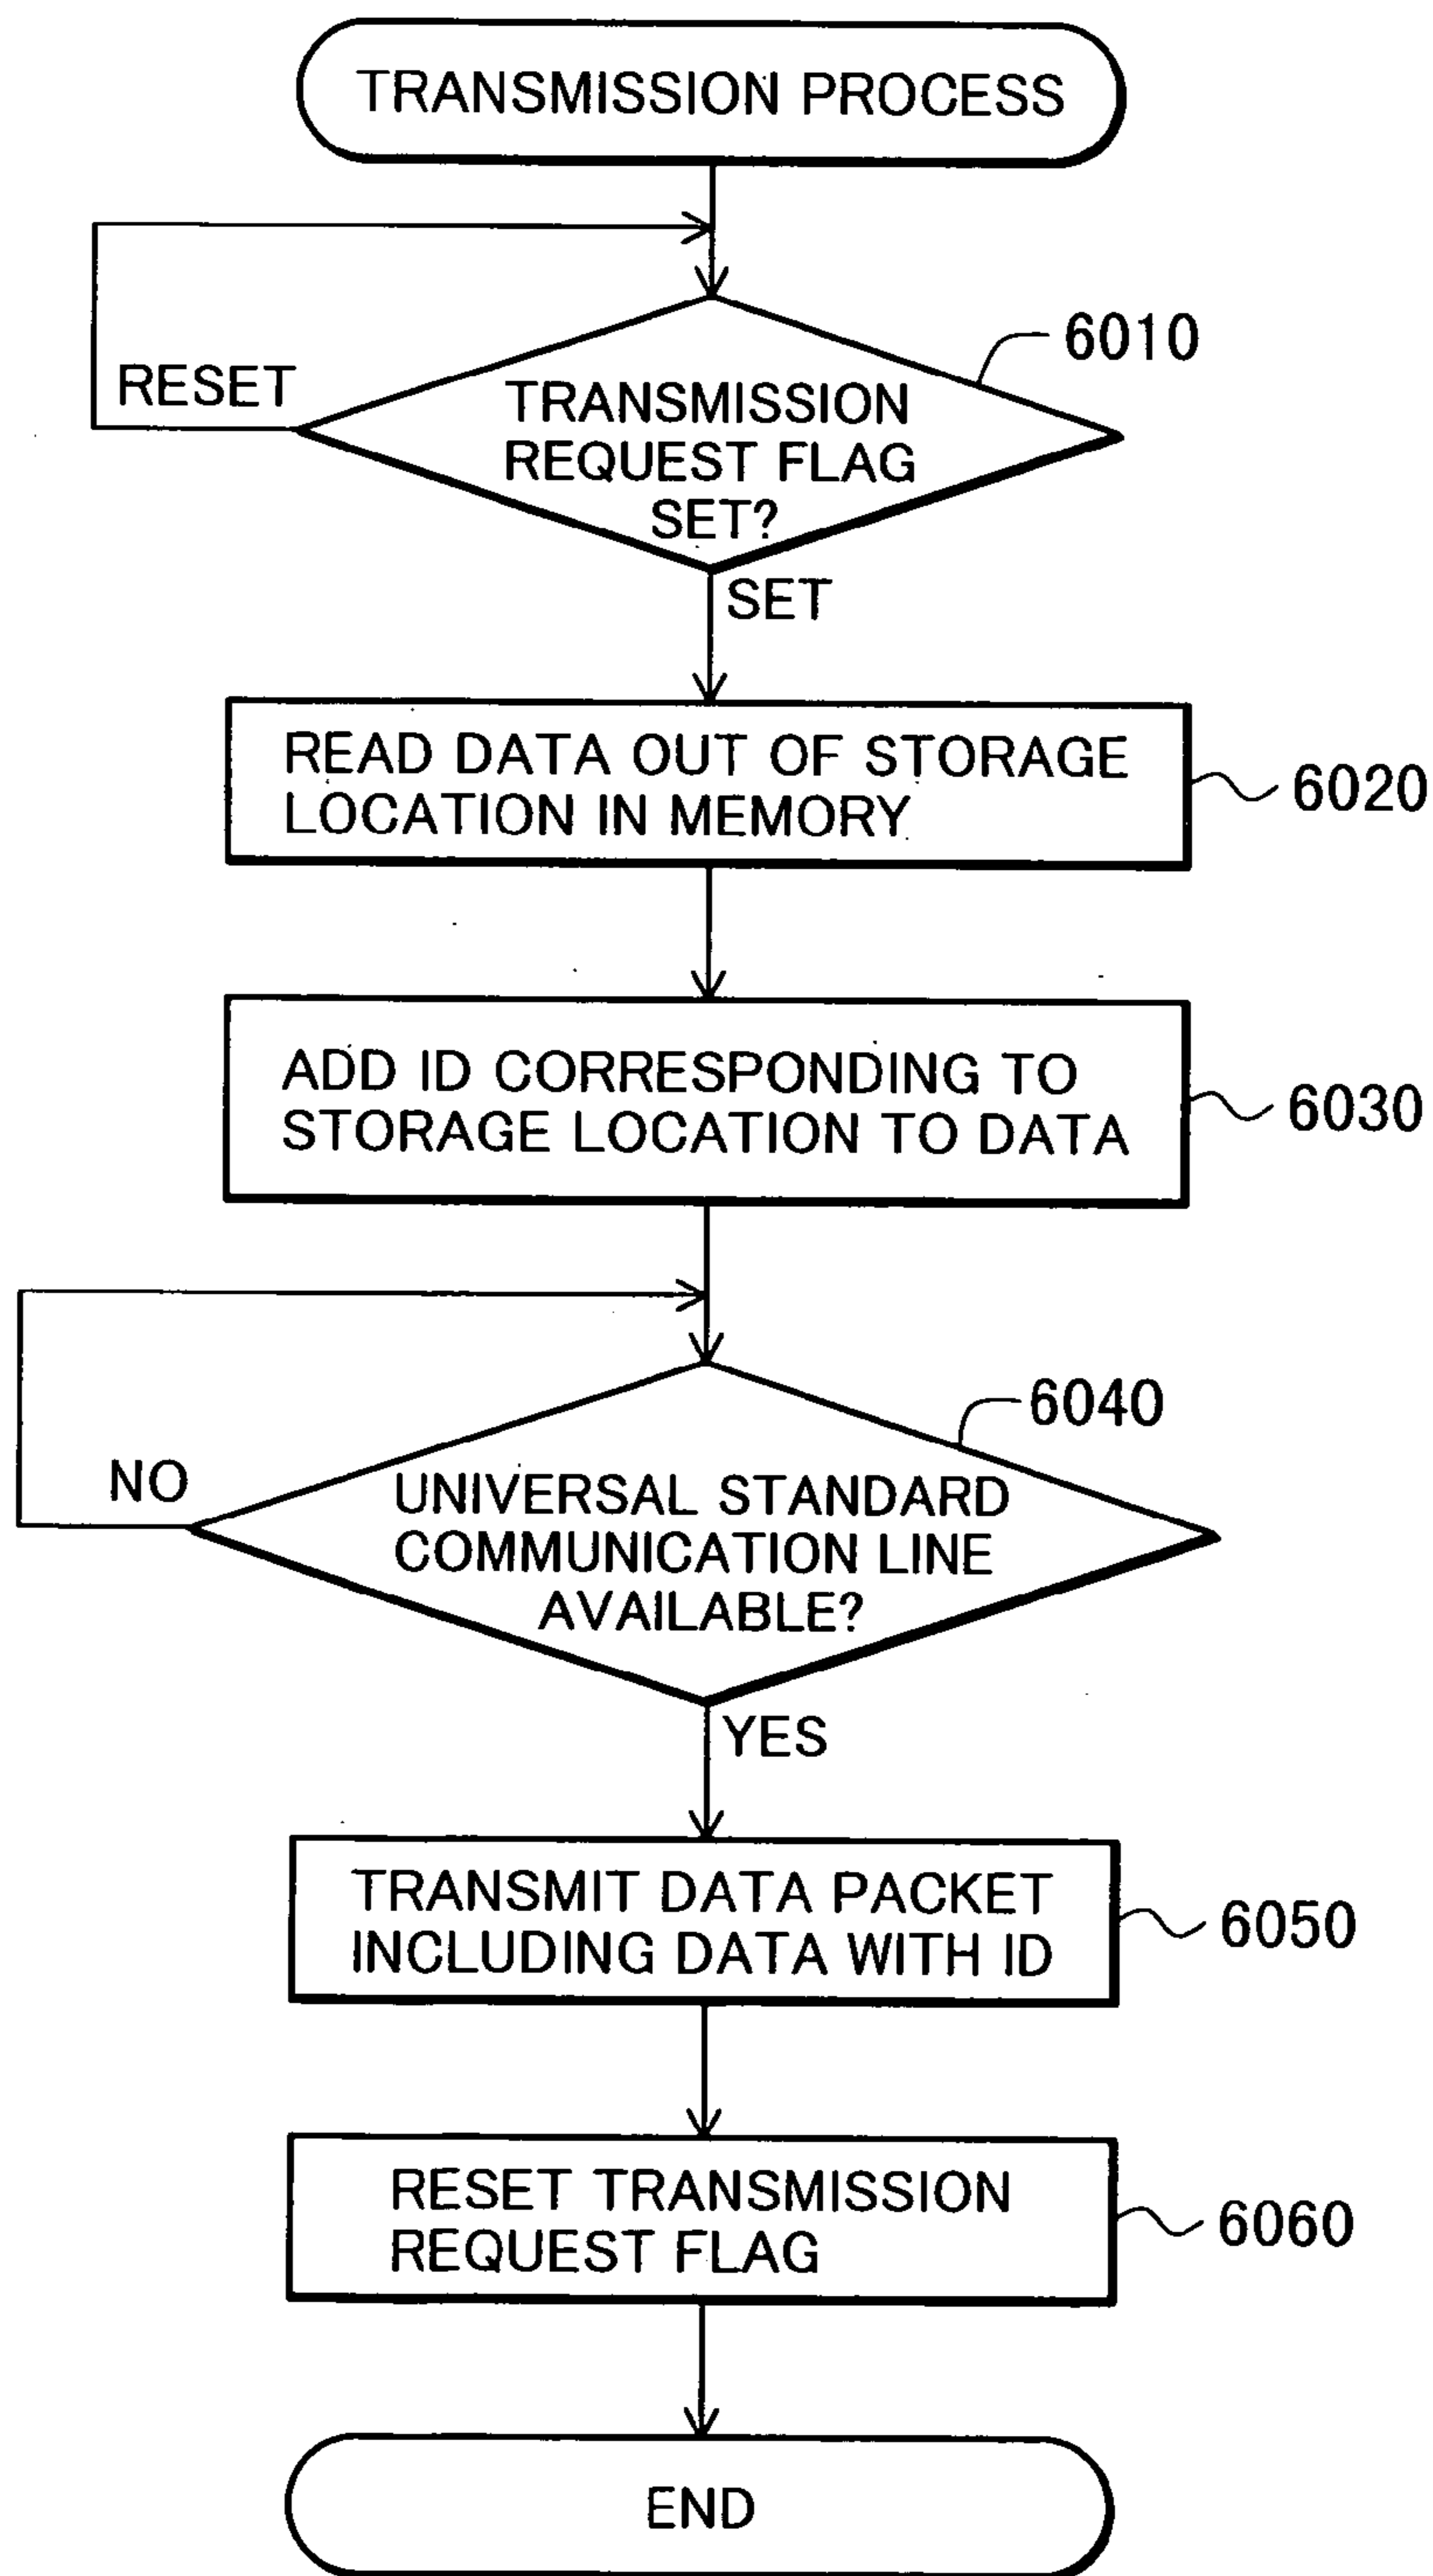 TRANSMISSION PROCESS
6010
RESET
TRANSMISSION
REQUEST FLAG
SET?
SET
READ DATA OUT OF STORAGE
LOCATION IN MEMORY
6020
ADD ID CORRESPONDING TO
STORAGE LOCATION TO DATA
6030
6040
NO
UNIVERSAL STANDARD
COMMUNICATION LINE
AVAILABLE?
YES
TRANSMIT DATA PACKET
INCLUDING DATA WITH ID
6050
RESET TRANSMISSION
REQUEST FLAG
6060
END